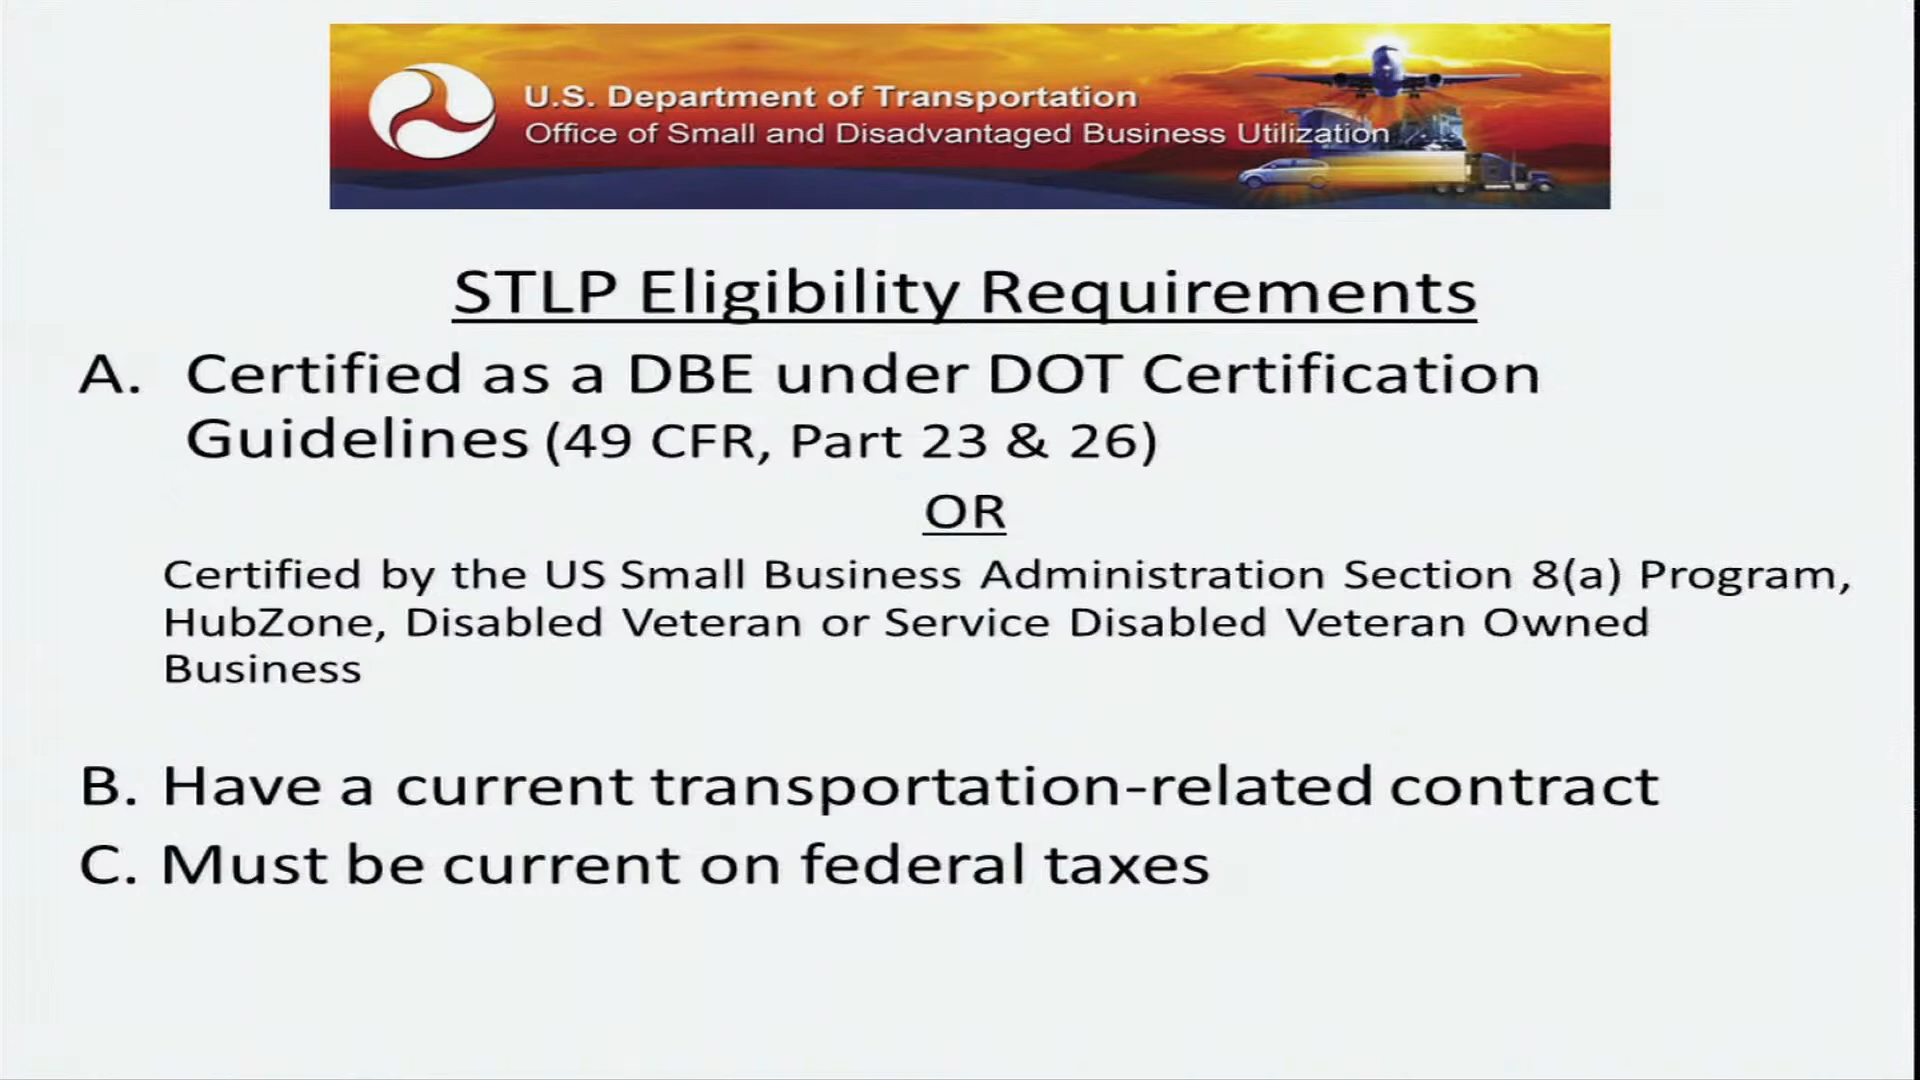 U.S. Department of Transportation
Office of Small and Disadvantaged Business Utilization
STLP Eligibility Requirements
A. Certified as a DBE under DOT Certification
Guidelines (49 CFR, Part 23 & 26)
OR
Certified by the US Small Business Administration Section 8(a) Program,
HubZone, Disabled Veteran or Service Disabled Veteran Owned
Business
B. Have a current transportation-related contract
C. Must be current on federal taxes